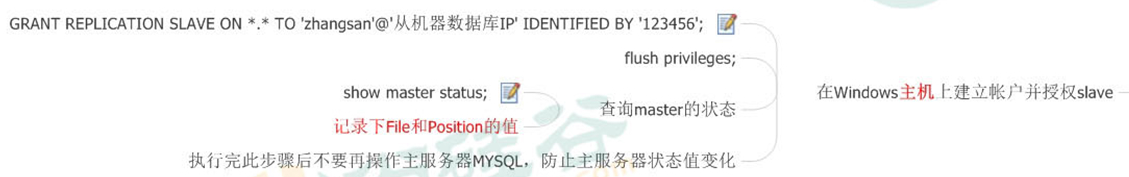 GRANT REPLICATION SLAVE ON *.* TO 'zhangsan'@'从机器数据库IP' IDENTIFIED BY '123456';
flush privileges;
show master status;
记录下File和Position的值
查询master的状态
执行完此步骤后不要再操作主服务器MYSQL，防止主服务器状态值变化
在Windows主机上建立帐户并授权slave